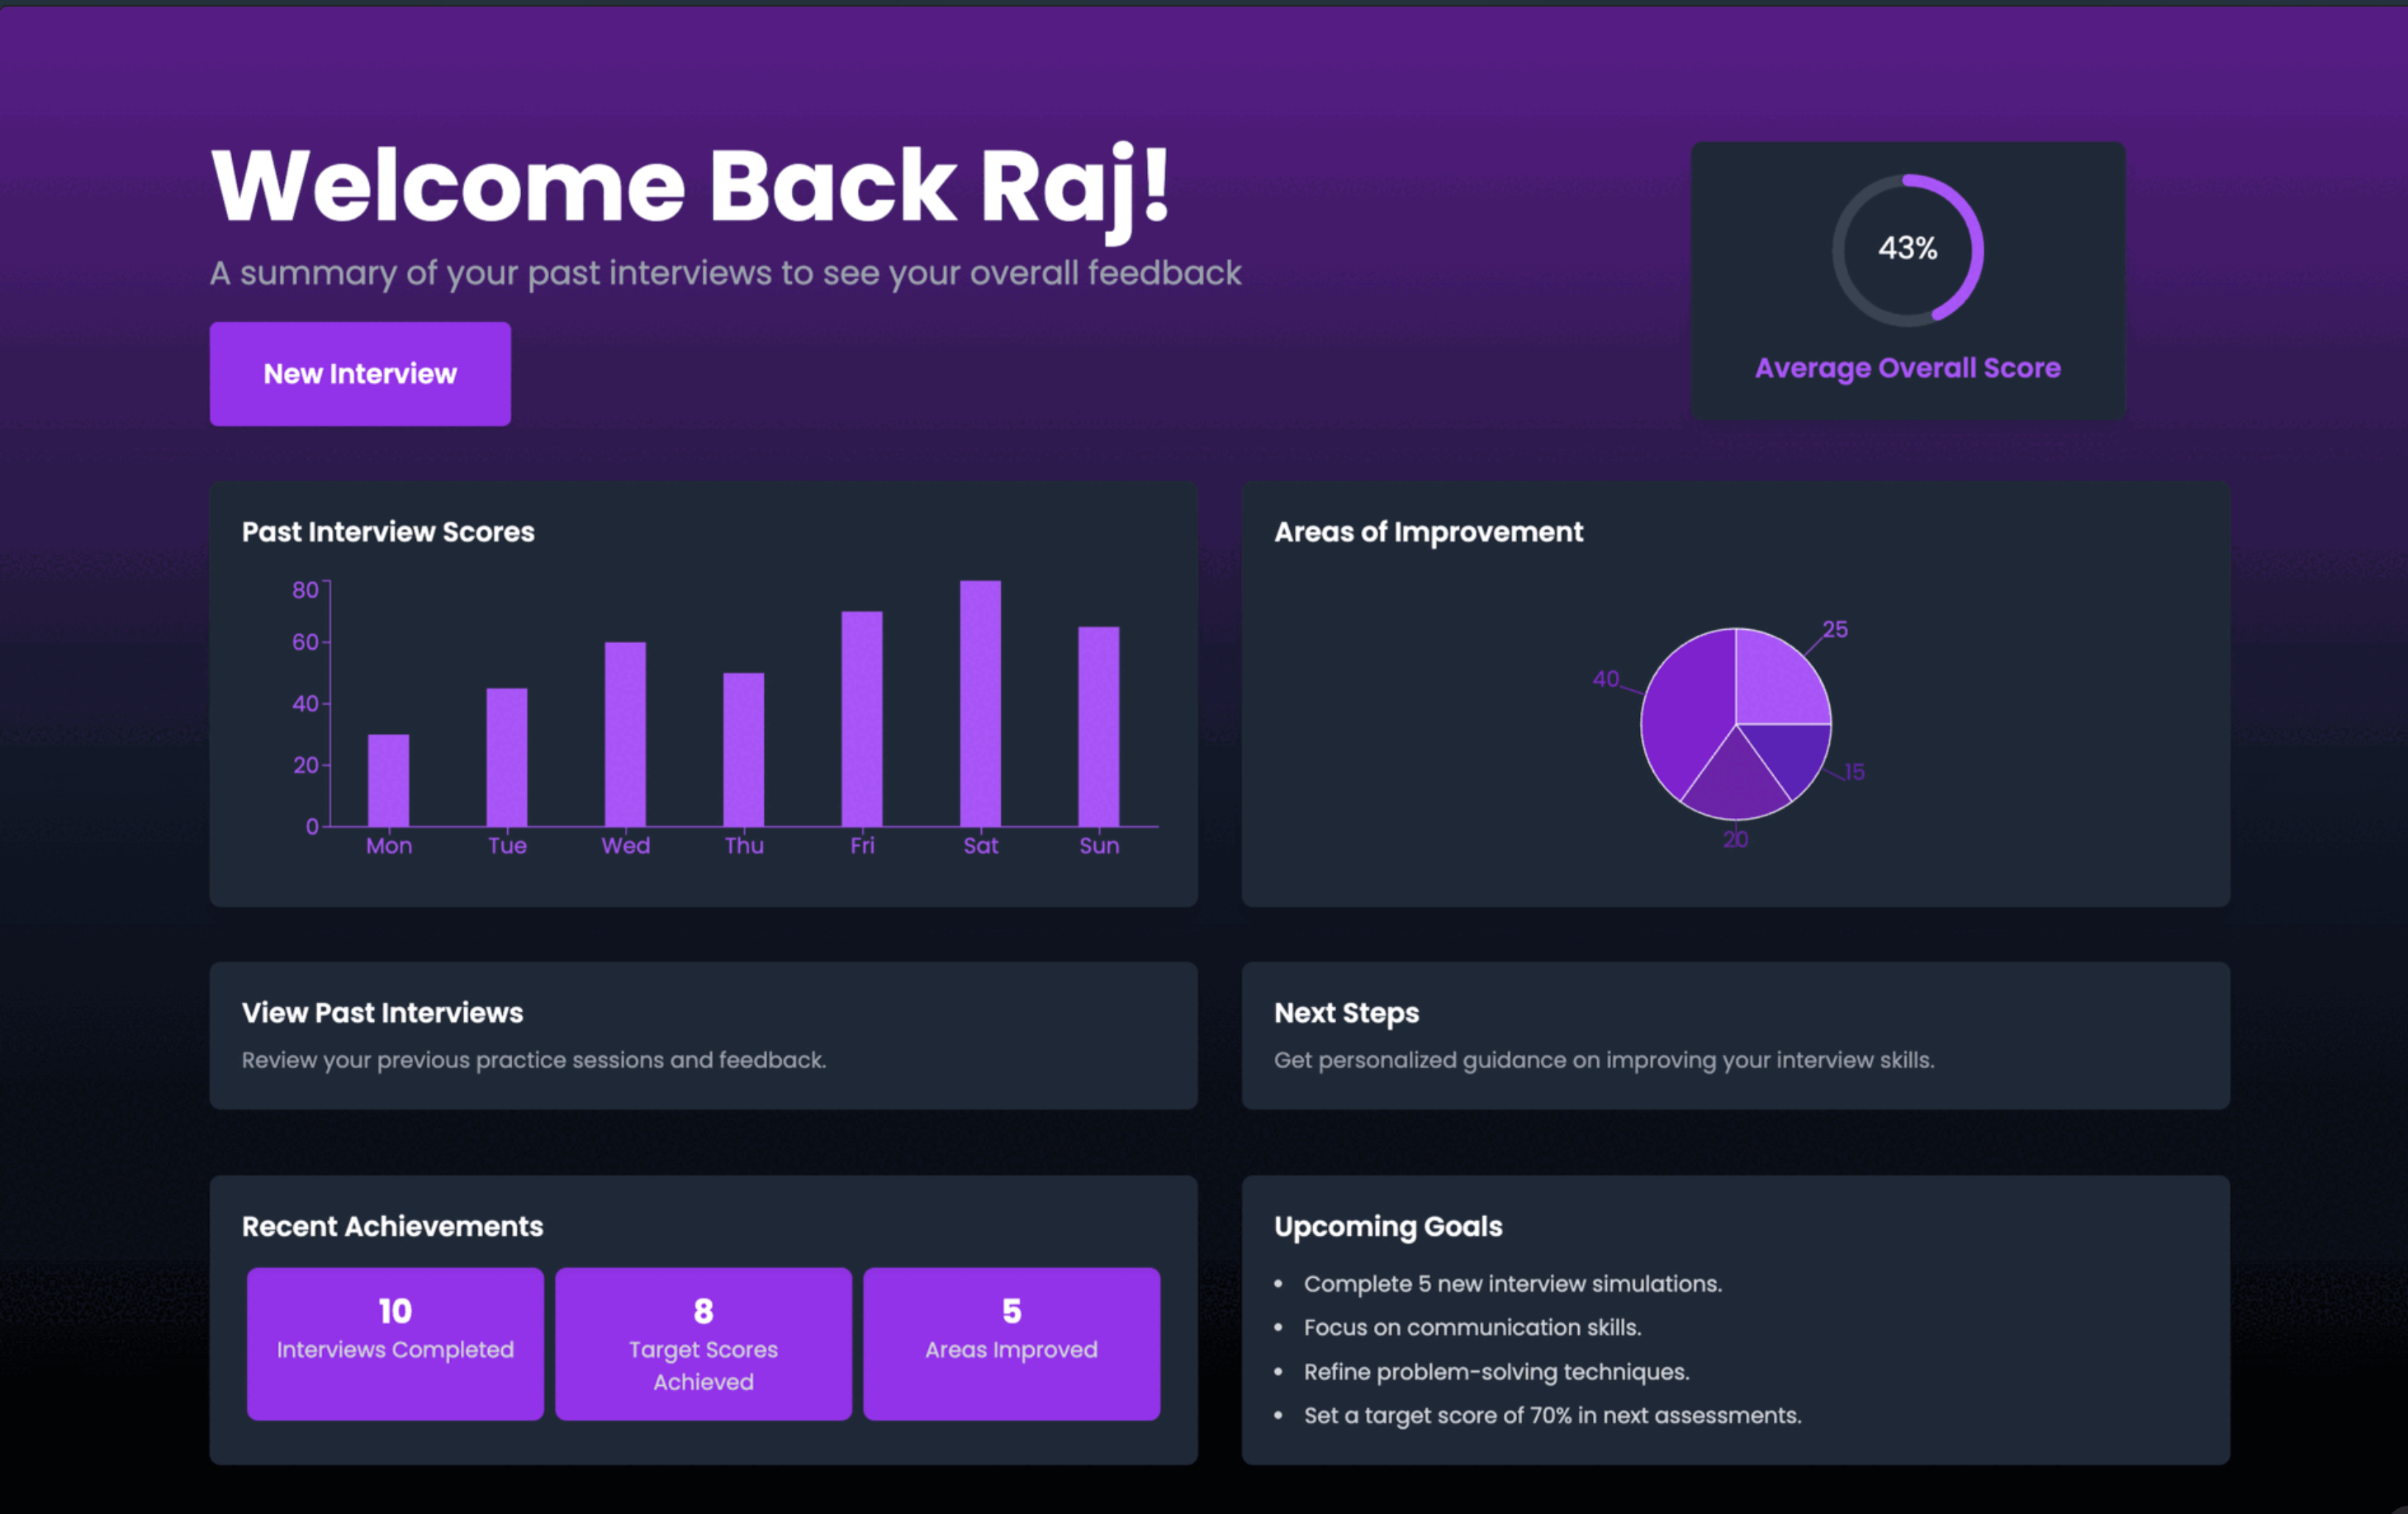 Welcome Back Raj!
A summary of your past interviews to see your overall feedback
New Interview
43%
Average Overall Score
Past Interview Scores
80
60
40
20
0
Mon Tue Wed Thu Fri Sat Sun
Areas of Improvement
25
40
15
20
View Past Interviews
Review your previous practice sessions and feedback.
Next Steps
Get personalized guidance on improving your interview skills.
Recent Achievements
10
Interviews Completed
8
Target Scores
Achieved
5
Areas Improved
Upcoming Goals
• Complete 5 new interview simulations.
• Focus on communication skills.
• Refine problem-solving techniques.
• Set a target score of 70% in next assessments.